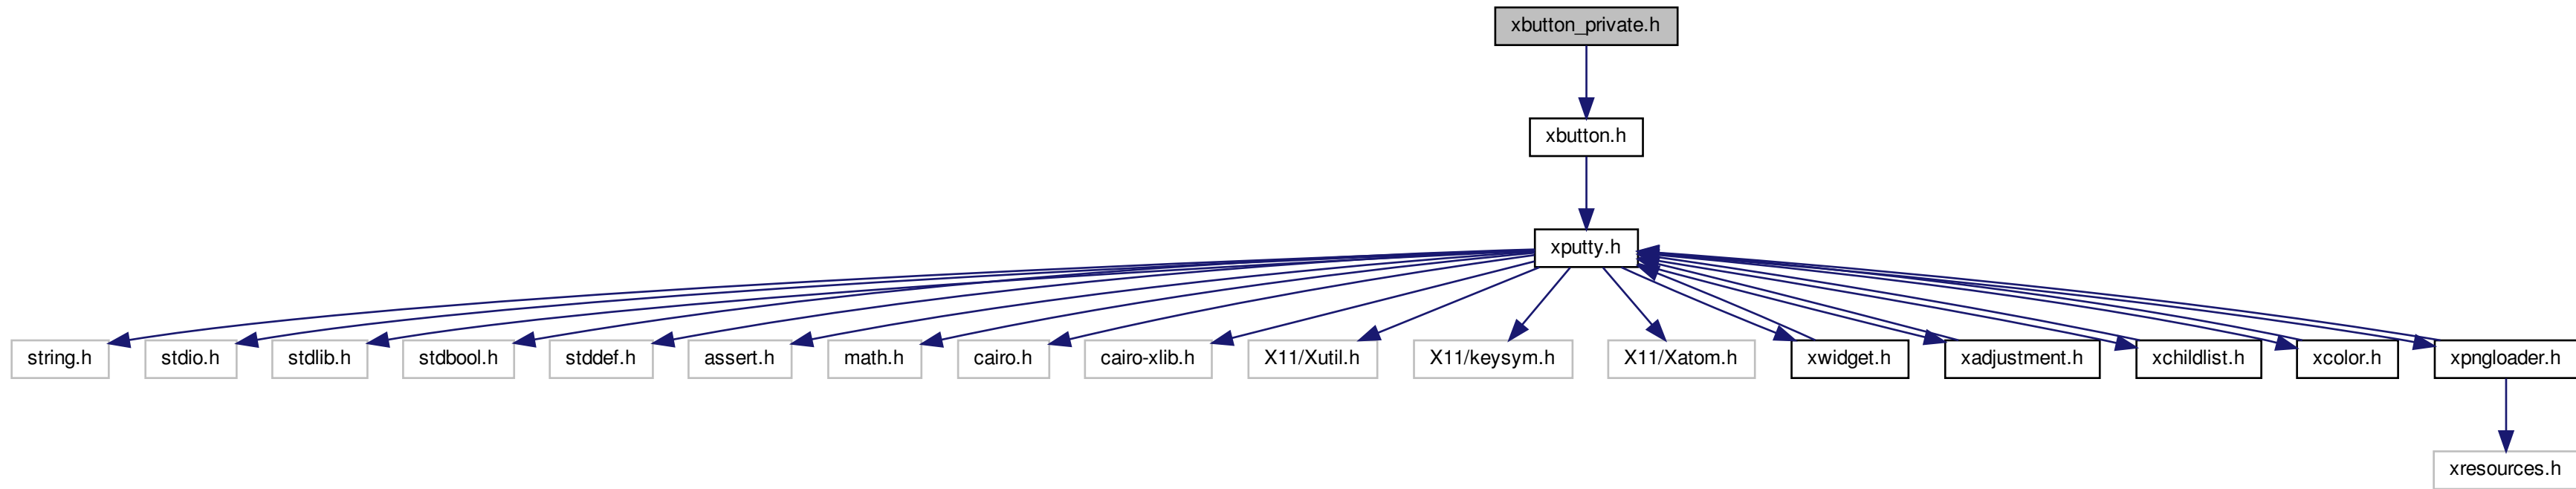 xbutton_private.h
xbutton.h
xputty.h
string.h
stdio.h
stdlib.h
stdbool.h
stddef.h
assert.h
math.h
cairo.h
cairo-xlib.h
X11/Xutil.h
X11/keysym.h
X11/Xatom.h
xwidget.h
xadjustment.h
xchildlist.h
xcolor.h
xpngloader.h
xresources.h